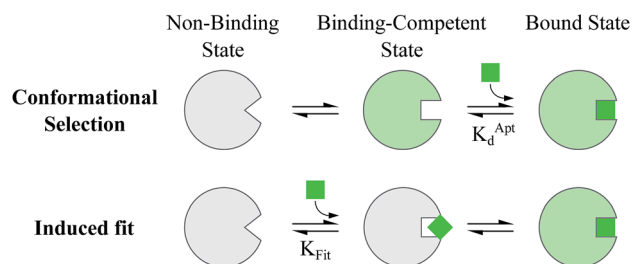 Non-Binding
State
Binding-Competent
State
Bound State
Conformational
Selection
K_d^Apt
Induced fit
K_Fit